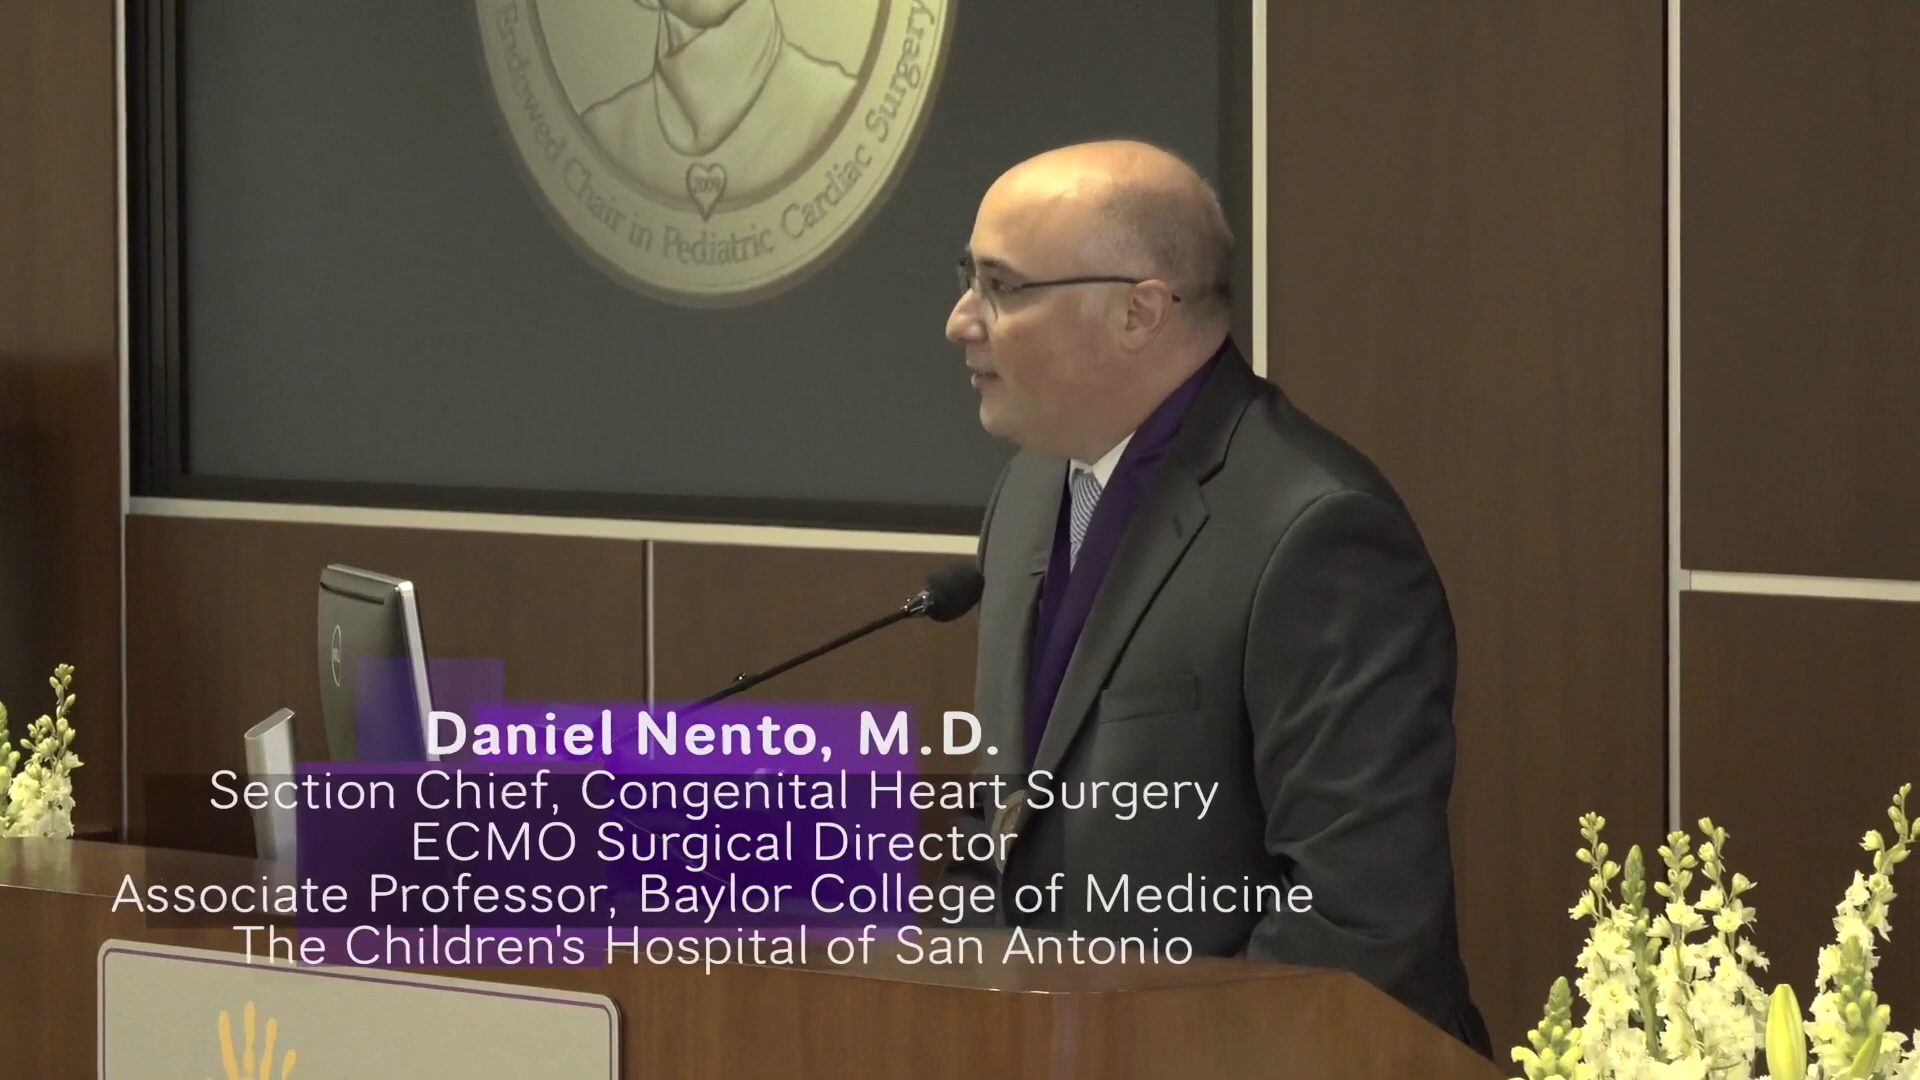 Endowed Chair in Pediatric Cardiac Surgery
2009
Daniel Nento, M.D.
Section Chief, Congenital Heart Surgery
ECMO Surgical Director
Associate Professor, Baylor College of Medicine
The Children's Hospital of San Antonio